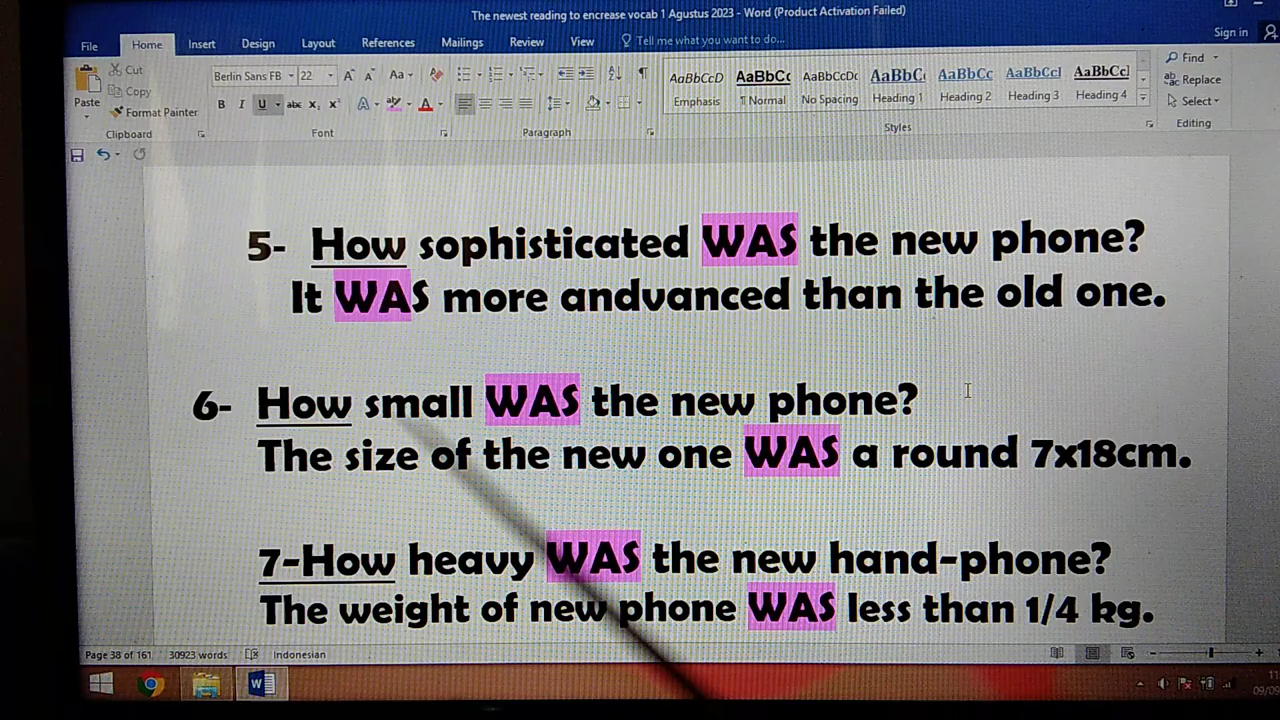 The newest reading to encrease vocab 1 Agustus 2023 - Word (Product Activation Failed)
File Home Insert Design Layout References Mailings Review View Tell me what you want to do... Sign in
Cut
Copy
Format Painter
Paste
Clipboard
Berlin Sans FB 22
Font
Paragraph
AaBbCcD AaBbCc AaBbCcDc AaBbC AaBbCc AaBbCcI AaBbCcI
Emphasis ¶ Normal No Spacing Heading 1 Heading 2 Heading 3 Heading 4
Styles
Find
Replace
Select
Editing
5- How sophisticated WAS the new phone?
It WAS more andvanced than the old one.
6- How small WAS the new phone?
The size of the new one WAS a round 7x18cm.
7-How heavy WAS the new hand-phone?
The weight of new phone WAS less than 1/4 kg.
Page 38 of 161 30923 words Indonesian